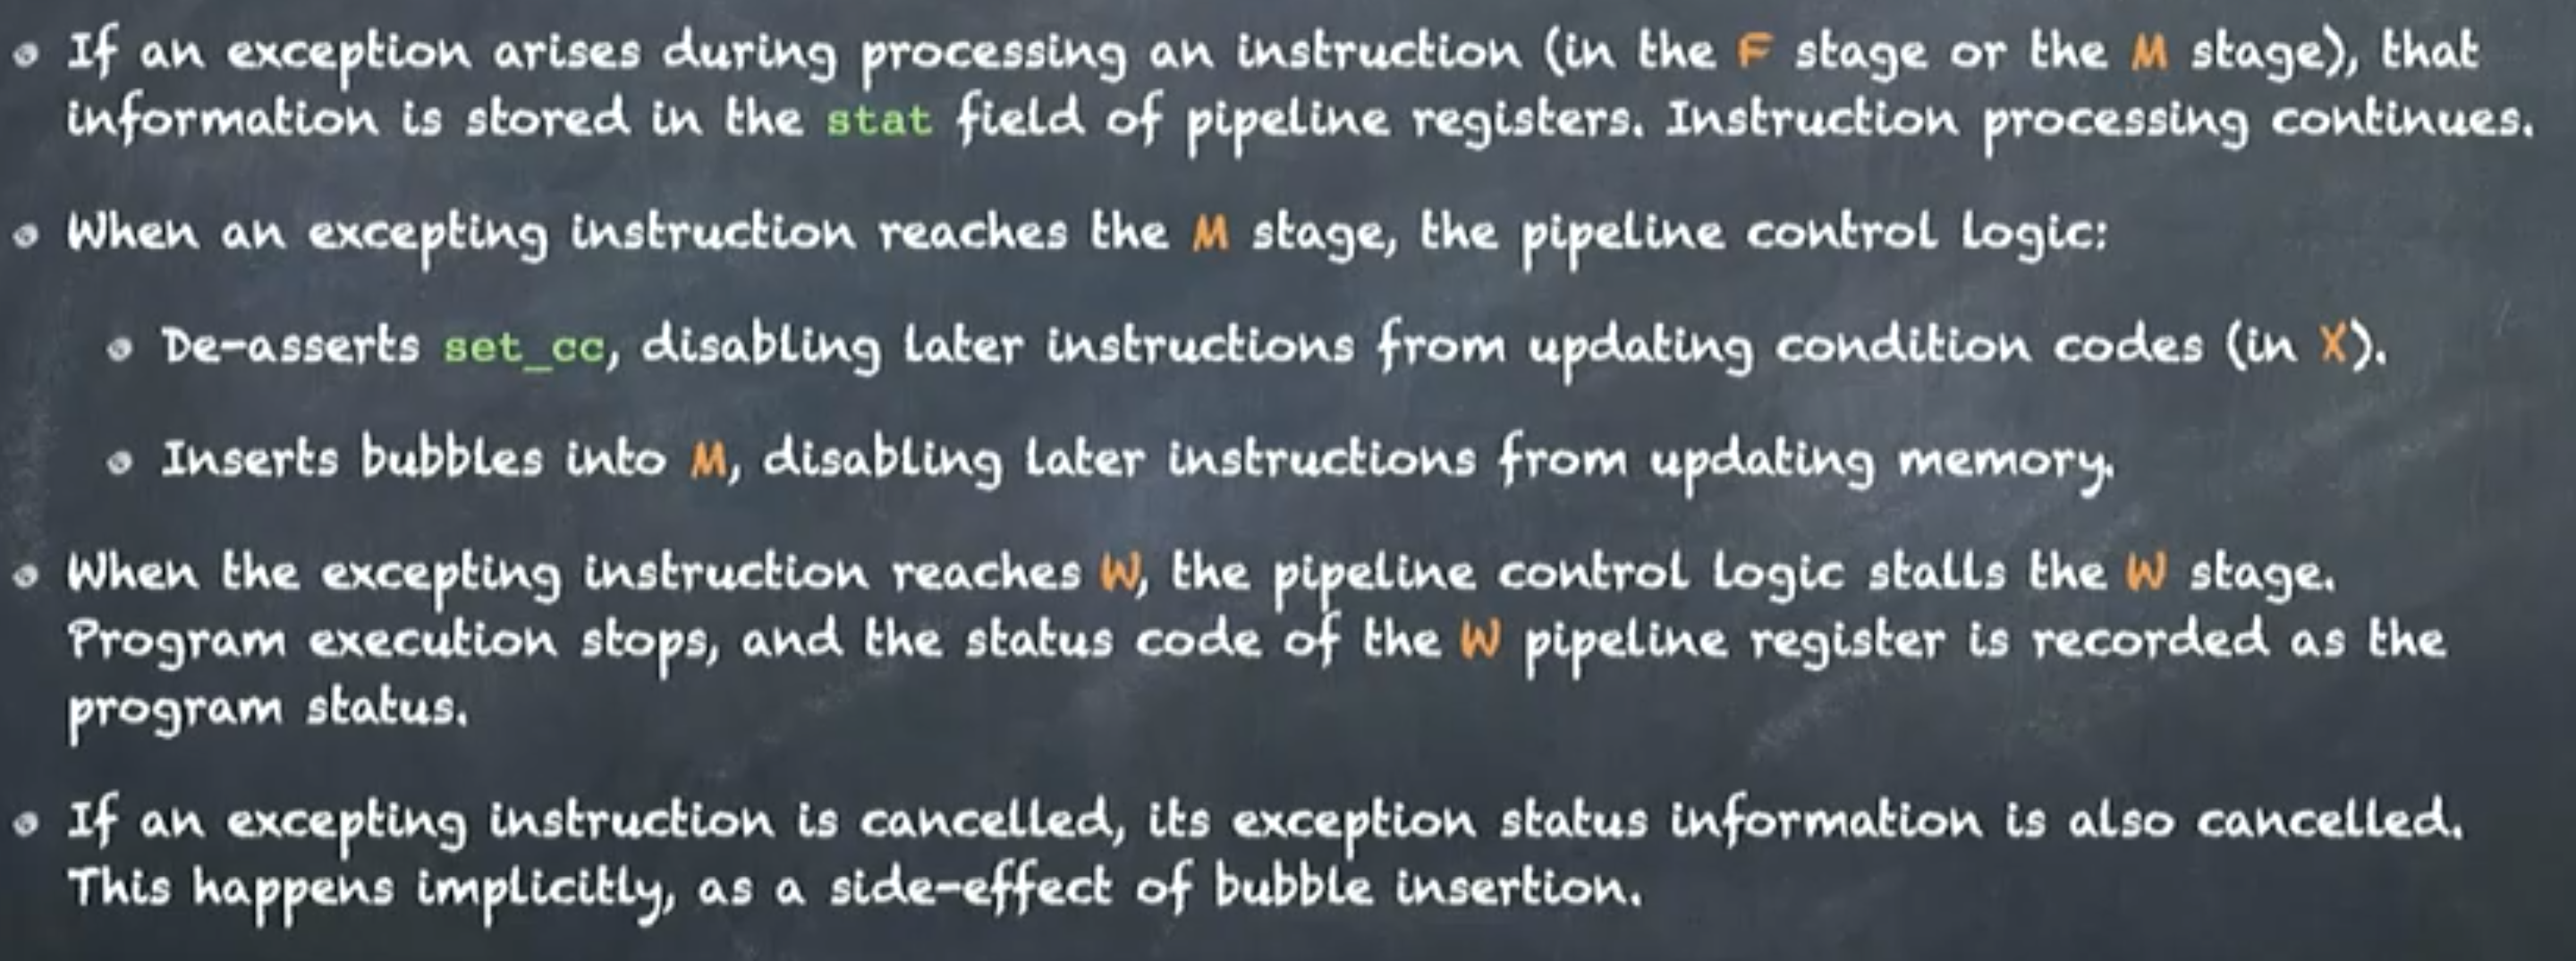 If an exception arises during processing an instruction (in the F stage or the M stage), that
information is stored in the stat field of pipeline registers. Instruction processing continues.
When an excepting instruction reaches the M stage, the pipeline control logic:
De-asserts set_cc, disabling later instructions from updating condition codes (in X).
Inserts bubbles into M, disabling later instructions from updating memory.
When the excepting instruction reaches W, the pipeline control logic stalls the W stage.
Program execution stops, and the status code of the W pipeline register is recorded as the
program status.
If an excepting instruction is cancelled, its exception status information is also cancelled.
This happens implicitly, as a side-effect of bubble insertion.